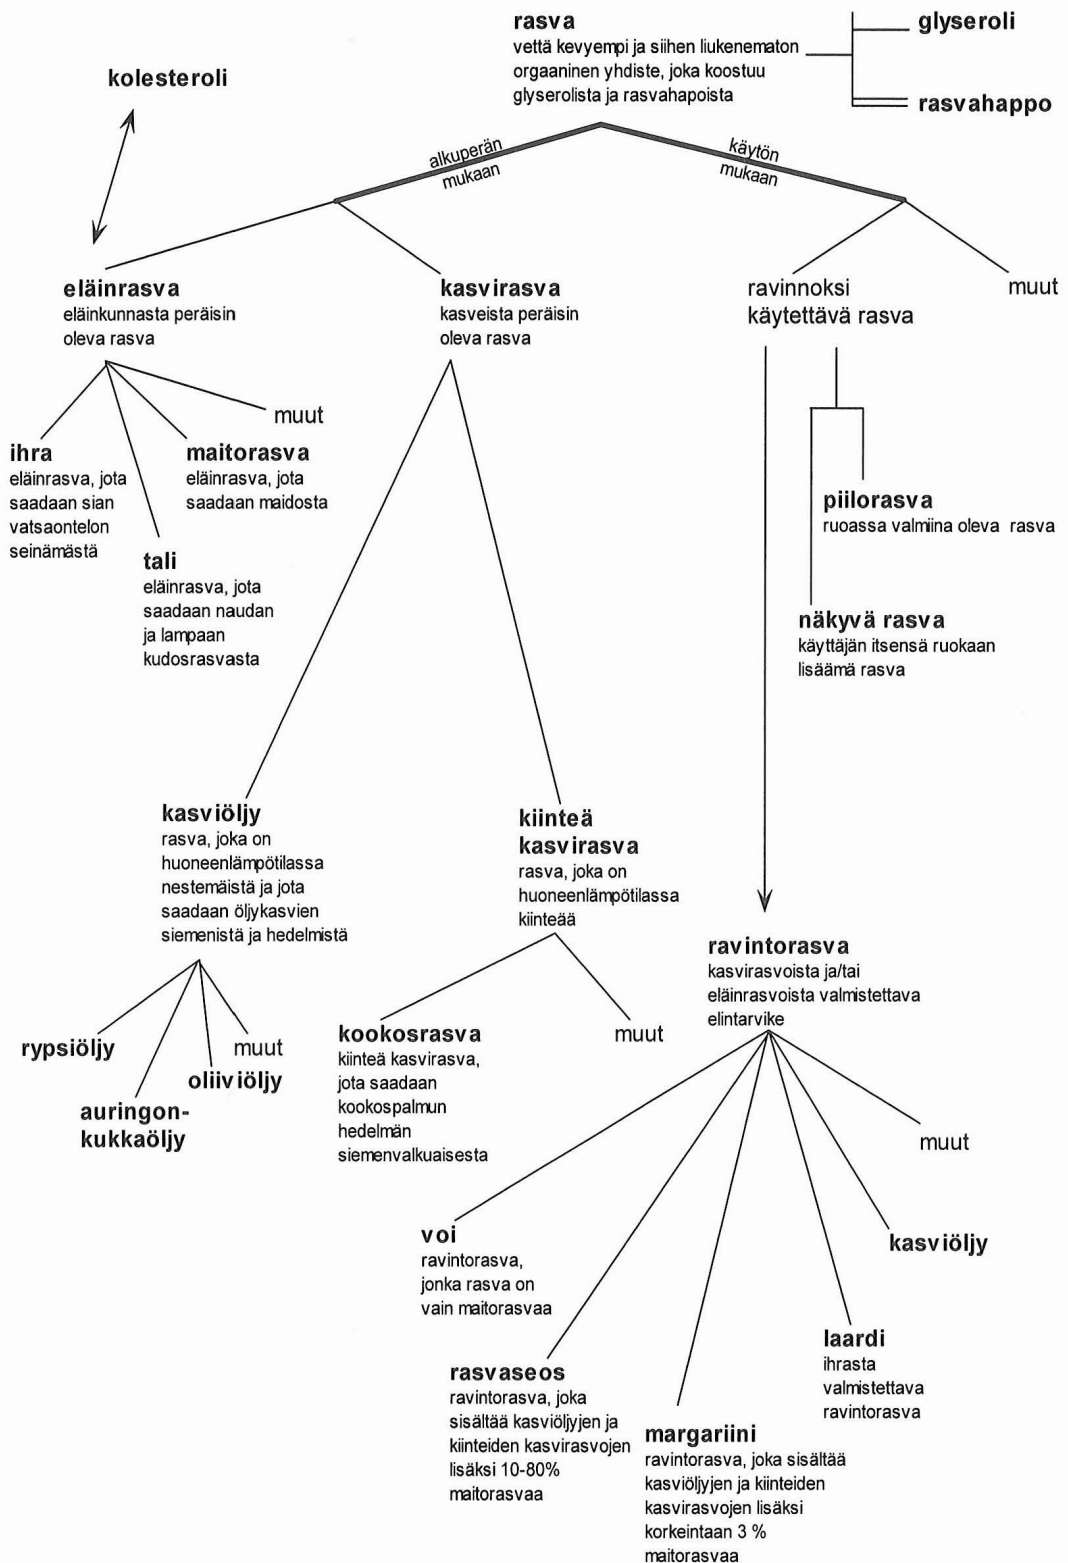 rasva
vettä kevyempi ja siihen liukenematon
orgaaninen yhdiste, joka koostuu
glyserolista ja rasvahapoista
glyseroli
rasvahappo
kolesteroli
alkuperän
mukaan
käytön
mukaan
eläinrasva
eläinkunnasta peräisin
oleva rasva
kasvirasva
kasveista peräisin
oleva rasva
ravinnoksi
käytettävä rasva
muut
ihra
eläinrasva, jota
saadaan sian
vatsaontelon
seinämästä
tali
eläinrasva, jota
saadaan naudan
ja lampaan
kudosrasvasta
maitorasva
eläinrasva, jota
saadaan maidosta
muut
piilorasva
ruoassa valmiina oleva rasva
näkyvä rasva
käyttäjän itsensä ruokaan
lisäämä rasva
kasviöljy
rasva, joka on
huoneenlämpötilassa
nestemäistä ja jota
saadaan öljykasvien
siemenistä ja hedelmistä
kiinteä
kasvirasva
rasva, joka on
huoneenlämpötilassa
kiinteää
ravintorasva
kasvirasvoista ja/tai
eläinrasvoista valmistettava
elintarvike
rypsiöljy
auringon-
kukkaöljy
oliiviöljy
muut
kookosrasva
kiinteä kasvirasva,
jota saadaan
kookospalmun
hedelmän
siemenvalkuaisesta
muut
voi
ravintorasva,
jonka rasva on
vain maitorasvaa
rasvaseos
ravintorasva, joka
sisältää kasviöljyjen ja
kiinteiden kasvirasvojen
lisäksi 10-80%
maitorasvaa
margariini
ravintorasva, joka sisältää
kasviöljyjen ja kiinteiden
kasvirasvojen lisäksi
korkeintaan 3 %
maitorasvaa
laardi
ihrasta
valmistettava
ravintorasva
kasviöljy
muut